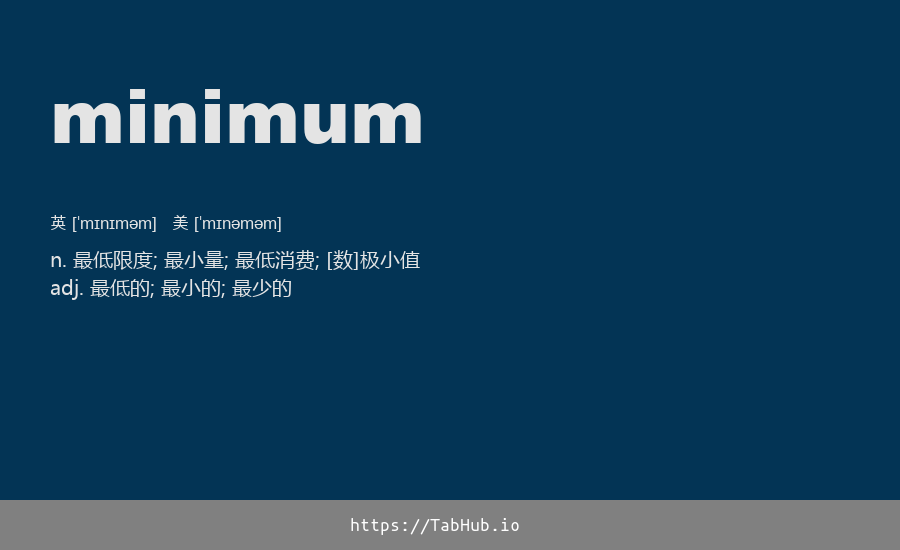 minimum
英 [ˈmɪnɪməm] 美 [ˈmɪnəməm]
n. 最低限度; 最小量; 最低消费; [数]极小值
adj. 最低的; 最小的; 最少的
https://TabHub.io